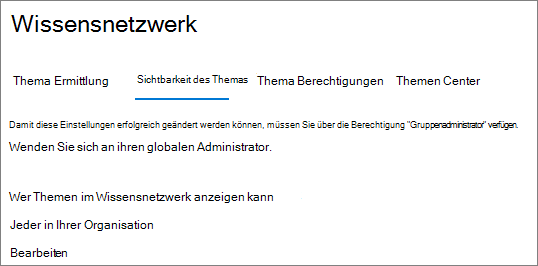 Wissensnetzwerk
Thema Ermittlung Sichtbarkeit des Themas Thema Berechtigungen Themen Center
Damit diese Einstellungen erfolgreich geändert werden können, müssen Sie über die Berechtigung "Gruppenadministrator" verfügen.
Wenden Sie sich an ihren globalen Administrator.
Wer Themen im Wissensnetzwerk anzeigen kann
Jeder in Ihrer Organisation
Bearbeiten